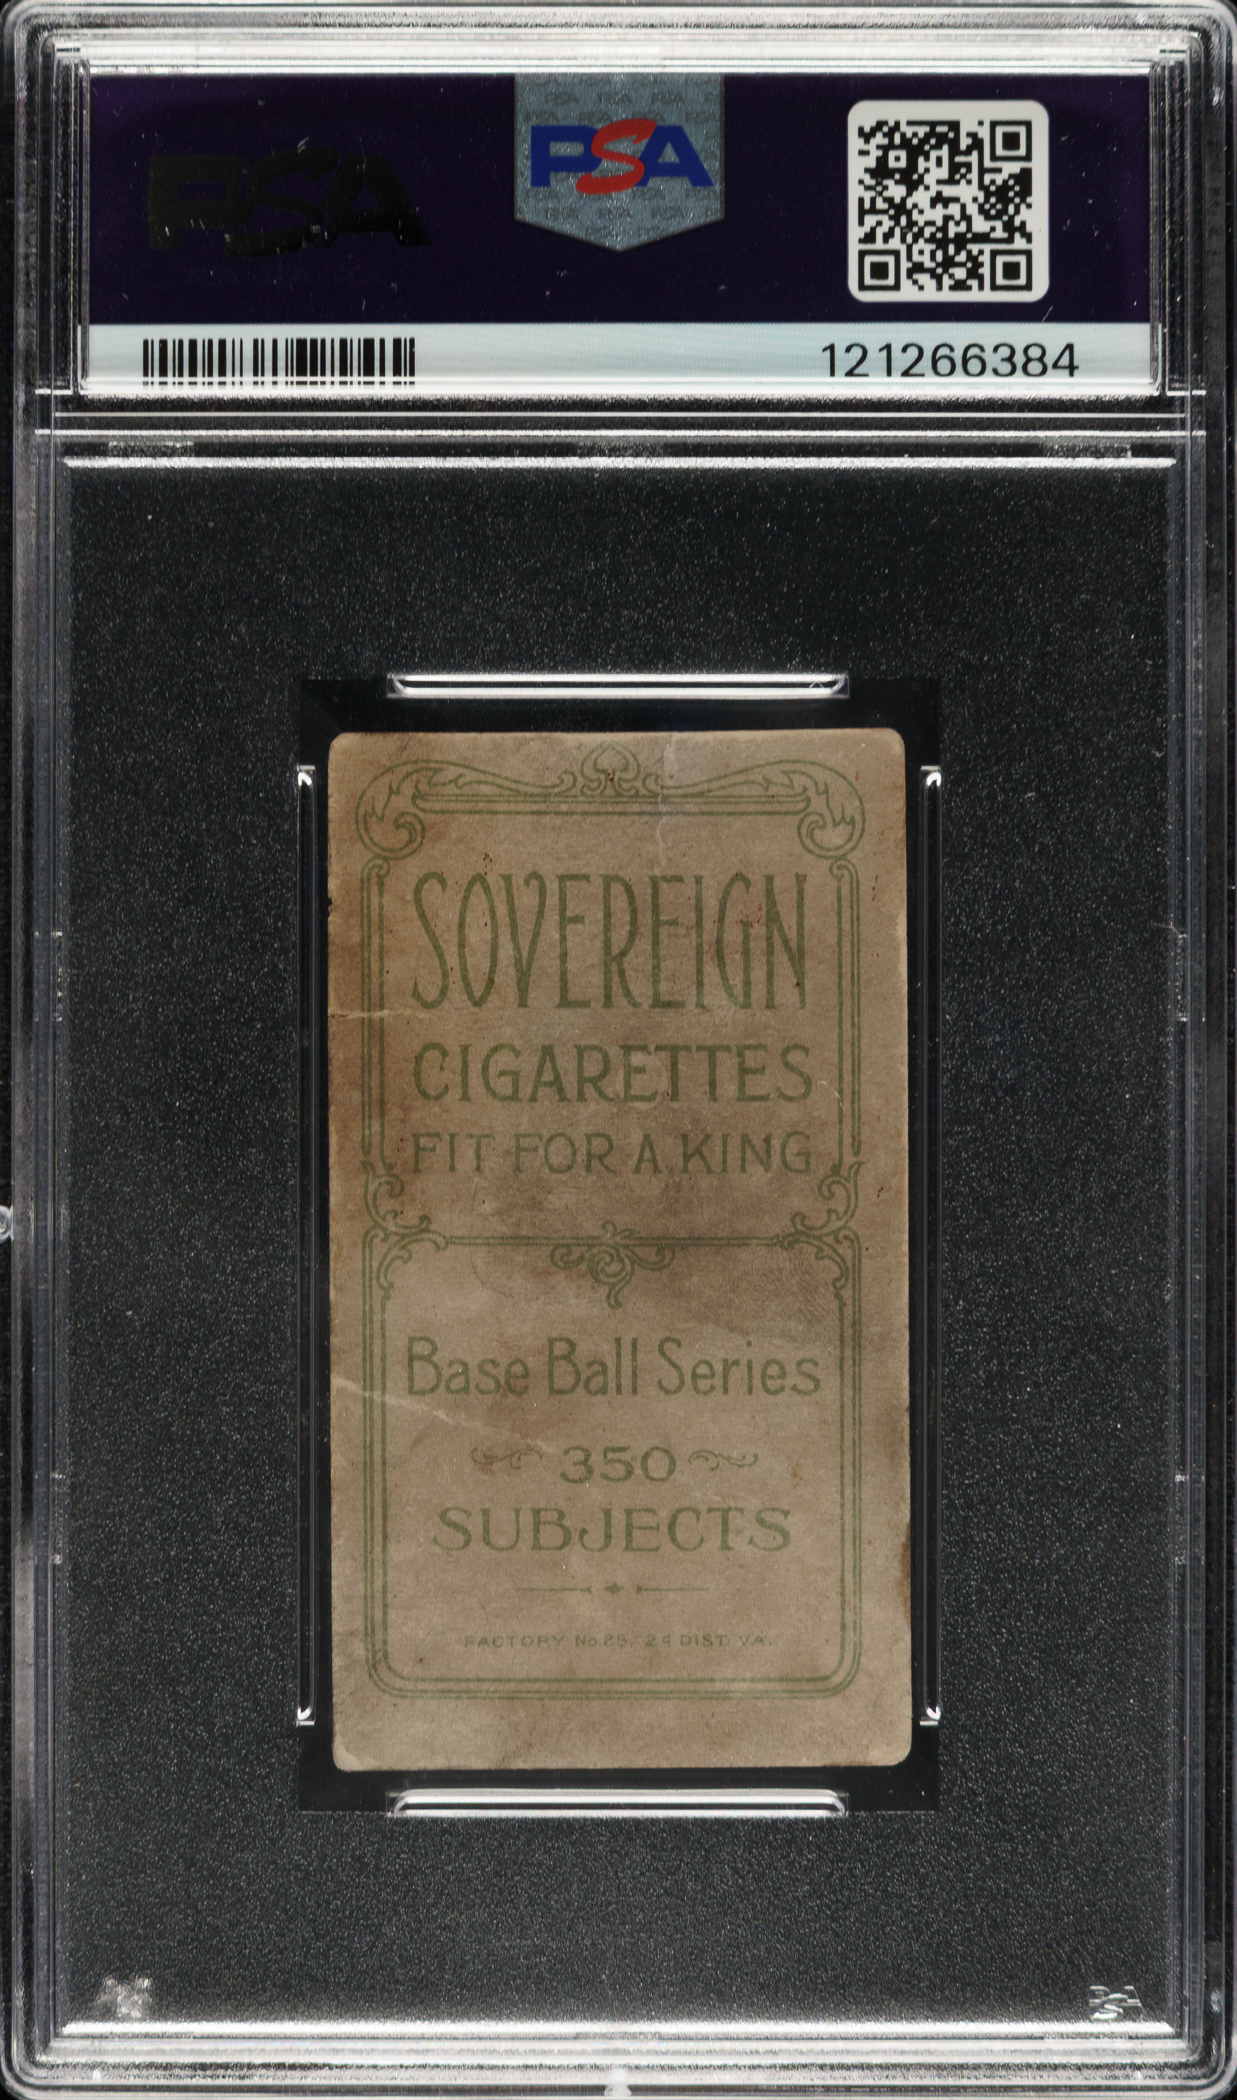 PSA
PSA
121266384
SOVEREIGN
CIGARETTES
FIT FOR A KING
Base Ball Series
350
SUBJECTS
FACTORY No. 25, 2d DIST. VA.